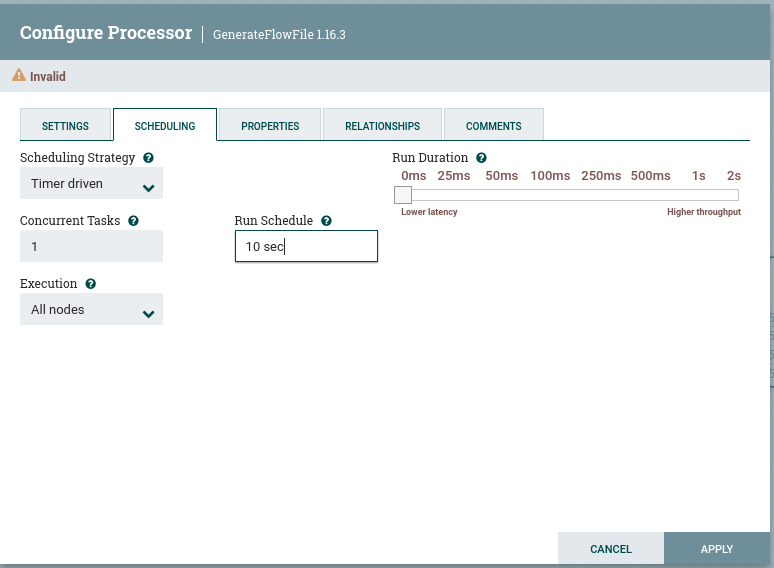 Configure Processor | GenerateFlowFile 1.16.3
Invalid
SETTINGS SCHEDULING PROPERTIES RELATIONSHIPS COMMENTS
Scheduling Strategy ? Run Duration ?
0ms 25ms 50ms 100ms 250ms 500ms 1s 2s
Timer driven
Lower latency Higher throughput
Concurrent Tasks ? Run Schedule ?
1 10 sec
Execution ?
All nodes
CANCEL APPLY